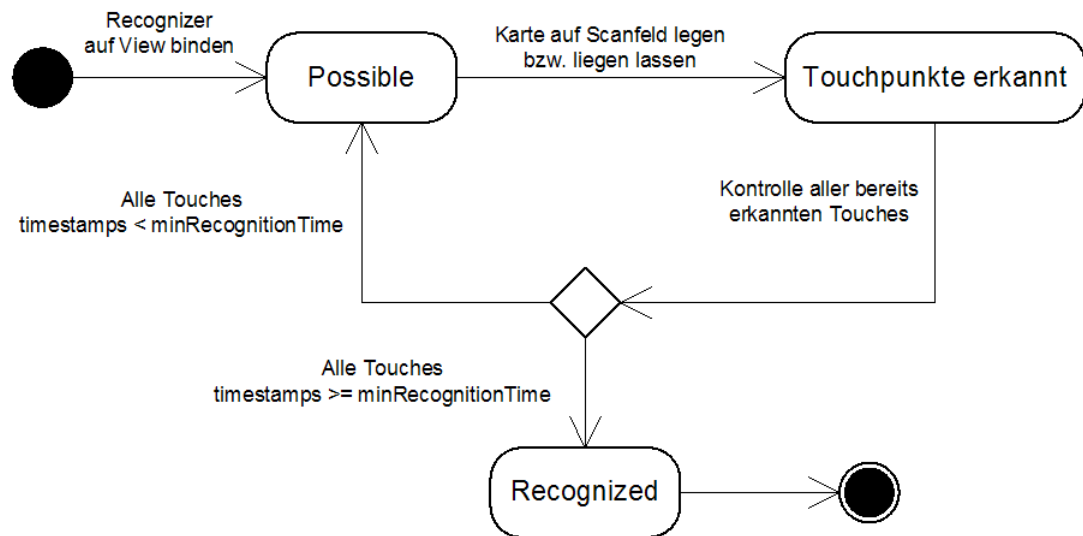 Recognizer
auf View binden
Possible
Karte auf Scanfeld legen
bzw. liegen lassen
Touchpunkte erkannt
Alle Touches
timestamps < minRecognitionTime
Kontrolle aller bereits
erkannten Touches
Alle Touches
timestamps >= minRecognitionTime
Recognized